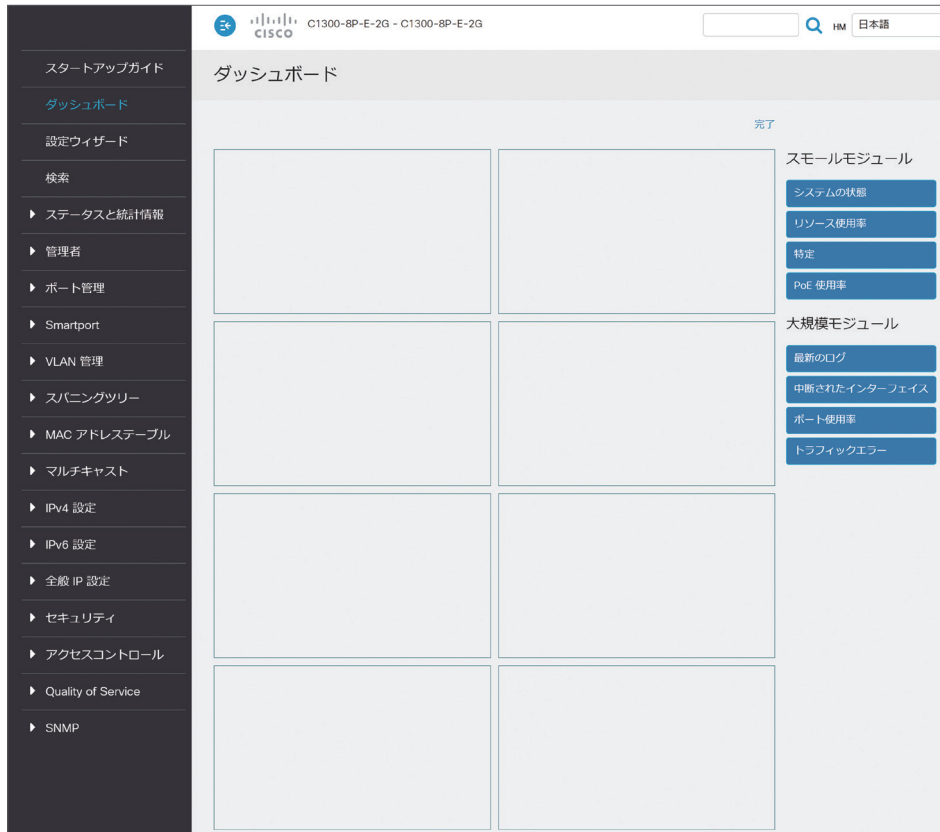 CISCO
C1300-8P-E-2G - C1300-8P-E-2G
HM
日本語
スタートアップガイド
ダッシュボード
設定ウィザード
検索
ステータスと統計情報
管理者
ポート管理
Smartport
VLAN 管理
スパニングツリー
MAC アドレステーブル
マルチキャスト
IPv4 設定
IPv6 設定
全般 IP 設定
セキュリティ
アクセスコントロール
Quality of Service
SNMP
ダッシュボード
完了
スモールモジュール
システムの状態
リソース使用率
特定
PoE 使用率
大規模モジュール
最新のログ
中断されたインターフェイス
ポート使用率
トラフィックエラー